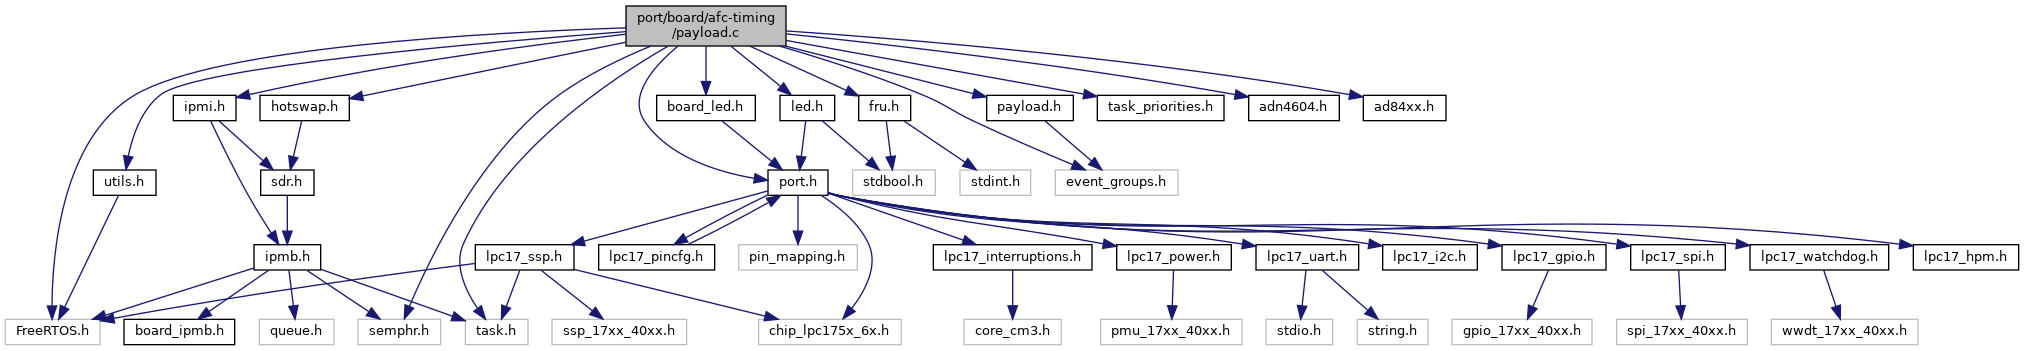 port/board/afc-timing
/payload.c
ipmi.h
hotswap.h
board_led.h
led.h
fru.h
payload.h
task_priorities.h
adn4604.h
ad84xx.h
utils.h
sdr.h
port.h
stdbool.h
stdint.h
event_groups.h
ipmb.h
lpc17_ssp.h
lpc17_pincfg.h
pin_mapping.h
lpc17_interruptions.h
lpc17_power.h
lpc17_uart.h
lpc17_i2c.h
lpc17_gpio.h
lpc17_spi.h
lpc17_watchdog.h
lpc17_hpm.h
FreeRTOS.h
board_ipmb.h
queue.h
semphr.h
task.h
ssp_17xx_40xx.h
chip_lpc175x_6x.h
core_cm3.h
pmu_17xx_40xx.h
stdio.h
string.h
gpio_17xx_40xx.h
spi_17xx_40xx.h
wwdt_17xx_40xx.h